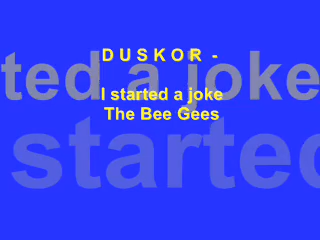 D U S K O R  -
ted a joke
I started a joke
The Bee Gees
started